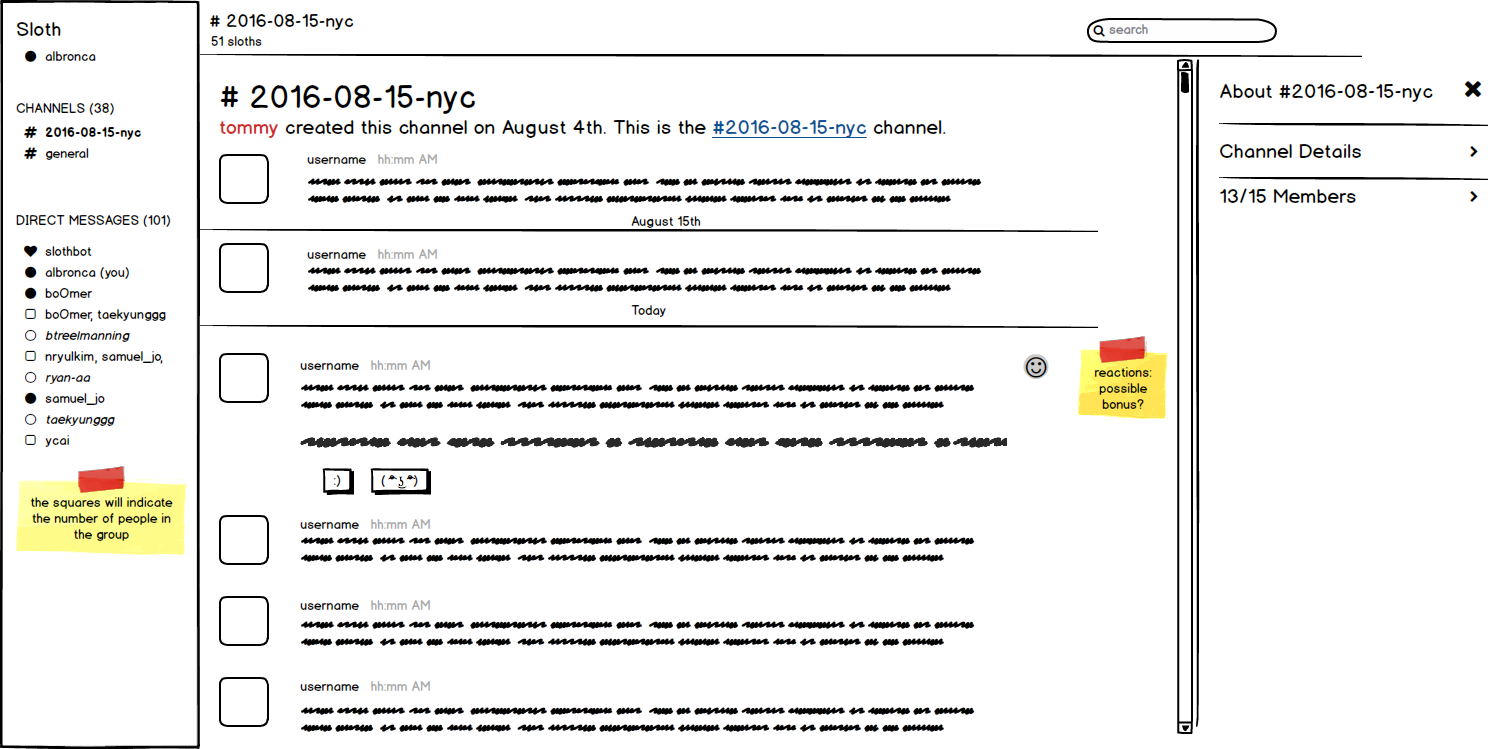 Sloth
albronca
CHANNELS (38)
# 2016-08-15-nyc
# general
DIRECT MESSAGES (101)
slothbot
albronca (you)
boOmer
boOmer, taekyunggg
btreelmanning
nryulkim, samuel_jo,
ryan-aa
samuel_jo
taekyunggg
ycai
the squares will indicate
the number of people in
the group
# 2016-08-15-nyc
51 sloths
search
# 2016-08-15-nyc
tommy created this channel on August 4th. This is the #2016-08-15-nyc channel.
username hh:mm AM
August 15th
username hh:mm AM
Today
username hh:mm AM
:)
( ͡° ͜ʖ ͡°)
username hh:mm AM
username hh:mm AM
username hh:mm AM
reactions:
possible
bonus?
About #2016-08-15-nyc
Channel Details
13/15 Members